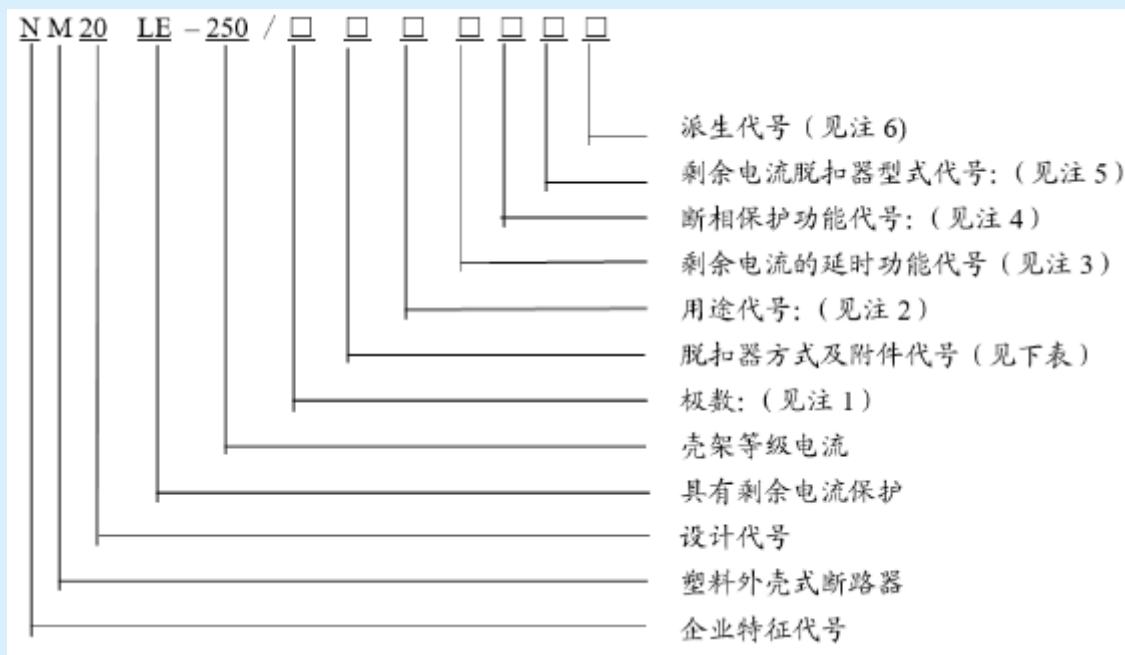 N M 20 LE - 250 / □ □ □ □ □ □ □
派生代号（见注 6)
剩余电流脱扣器型式代号:（见注 5）
断相保护功能代号:（见注 4）
剩余电流的延时功能代号（见注 3）
用途代号:（见注 2）
脱扣器方式及附件代号（见下表）
极数:（见注 1）
壳架等级电流
具有剩余电流保护
设计代号
塑料外壳式断路器
企业特征代号